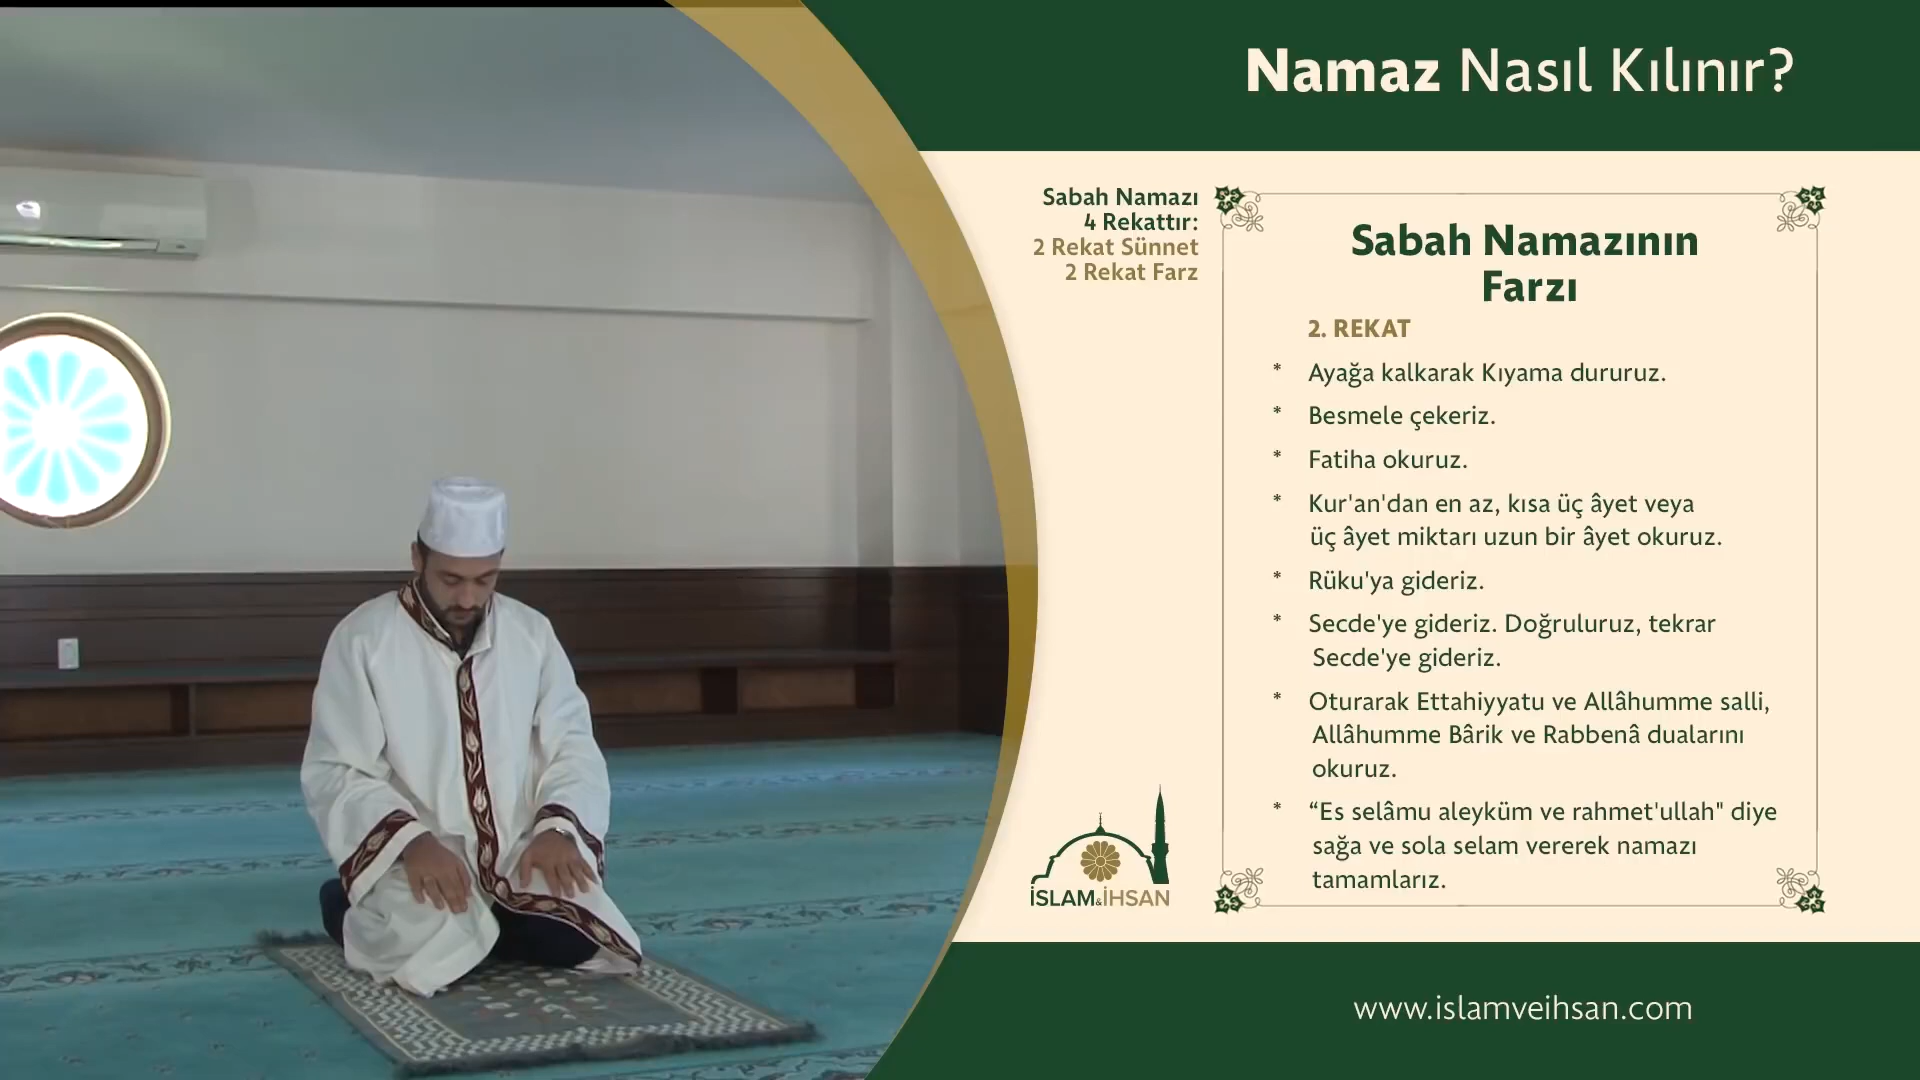 Namaz Nasıl Kılınır?
Sabah Namazı
4 Rekattır:
2 Rekat Sünnet
2 Rekat Farz
Sabah Namazının
Farzı
2. REKAT
* Ayağa kalkarak Kıyama dururuz.
* Besmele çekeriz.
* Fatiha okuruz.
* Kur'an'dan en az, kısa üç âyet veya
üç âyet miktarı uzun bir âyet okuruz.
* Rüku'ya gideriz.
* Secde'ye gideriz. Doğruluruz, tekrar
Secde'ye gideriz.
* Oturarak Ettahiyyatu ve Allâhumme salli,
Allâhumme Bârik ve Rabbenâ dualarını
okuruz.
* “Es selâmu aleyküm ve rahmet'ullah" diye
sağa ve sola selam vererek namazı
tamamlarız.
İSLAM&İHSAN
www.islamveihsan.com